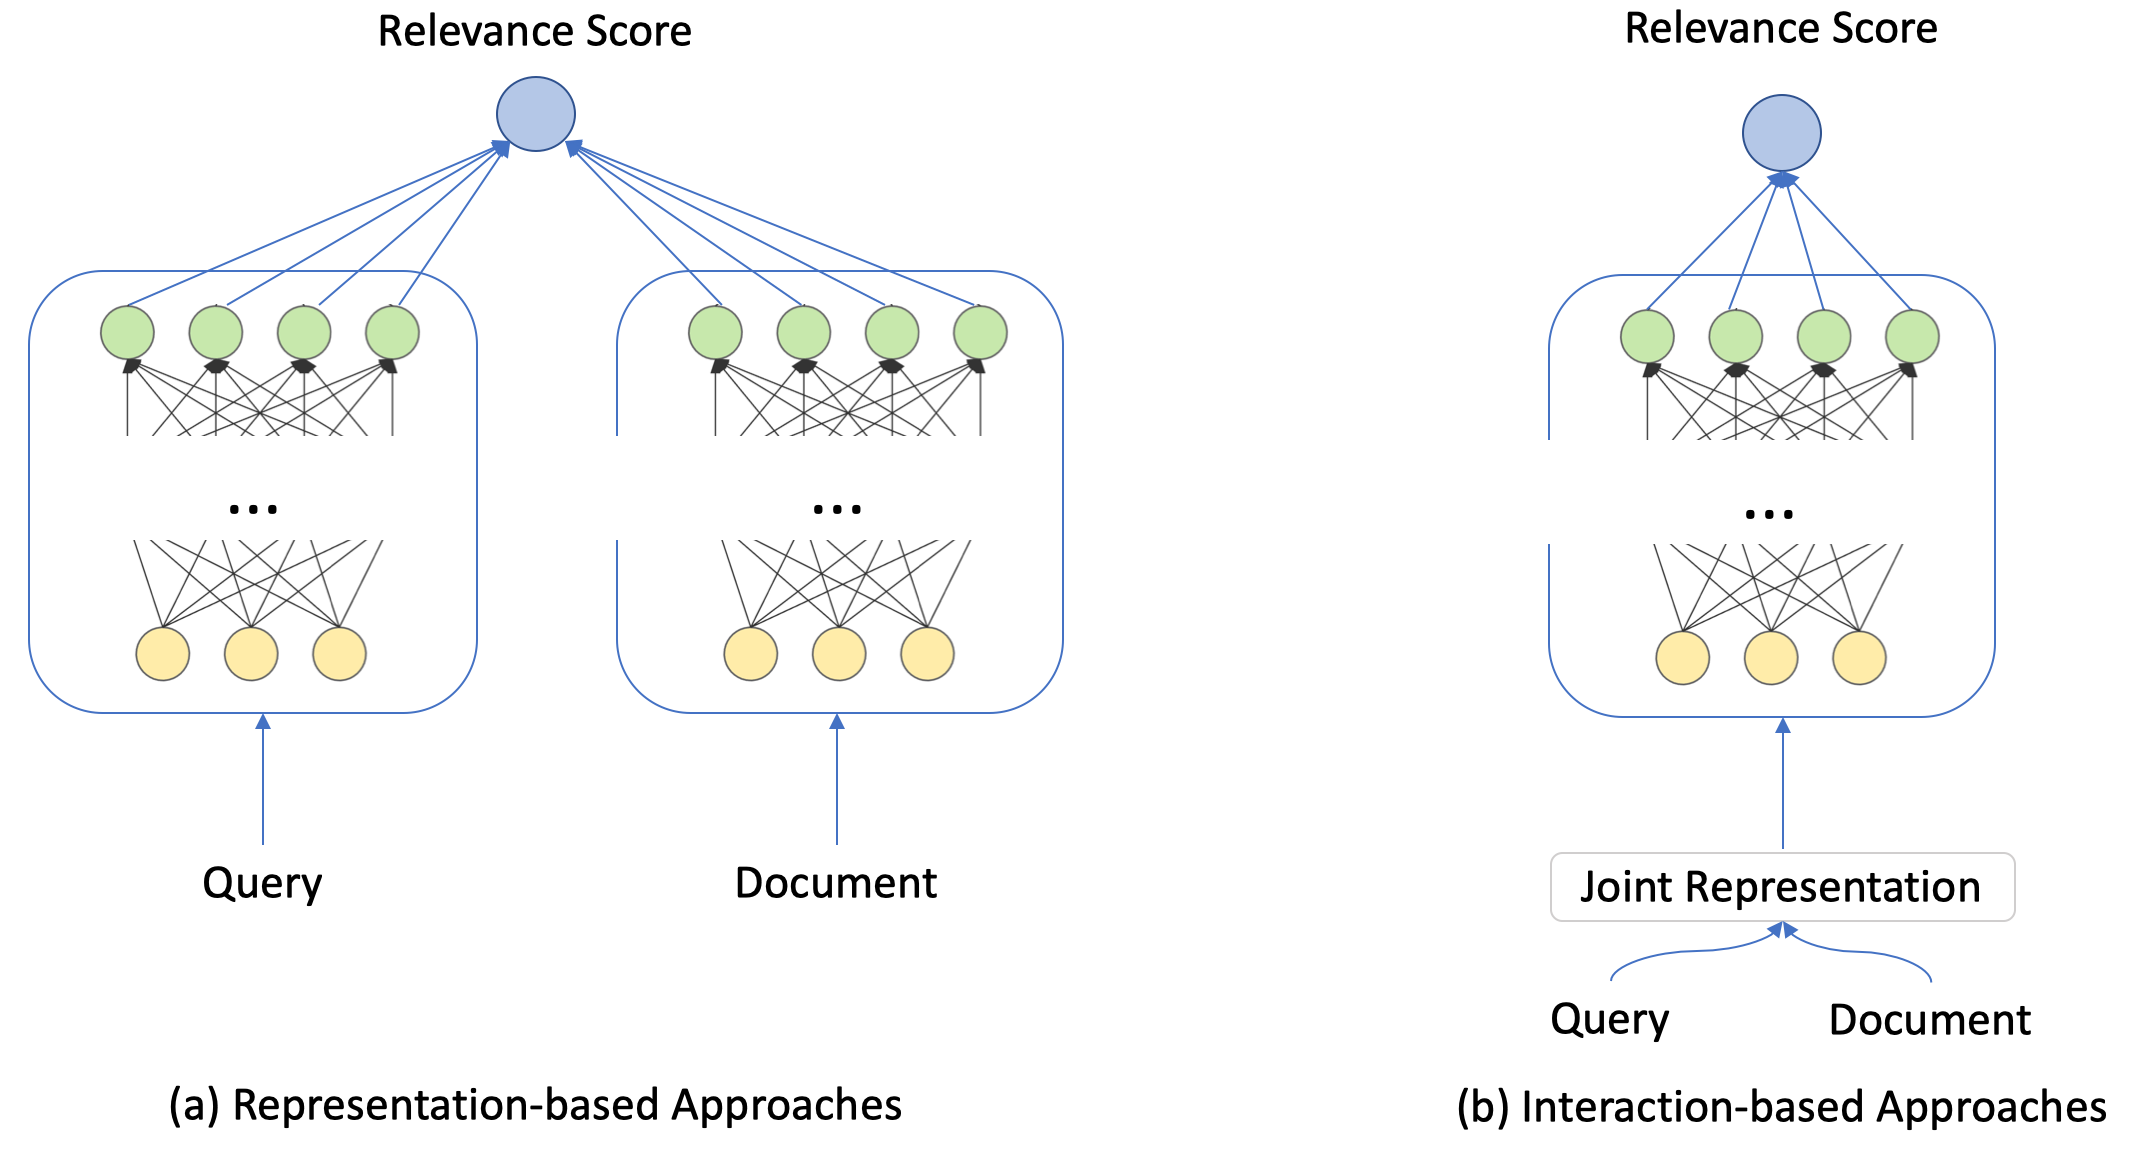 Relevance Score
...
...
Query
Document
(a) Representation-based Approaches
Relevance Score
...
Joint Representation
Query
Document
(b) Interaction-based Approaches